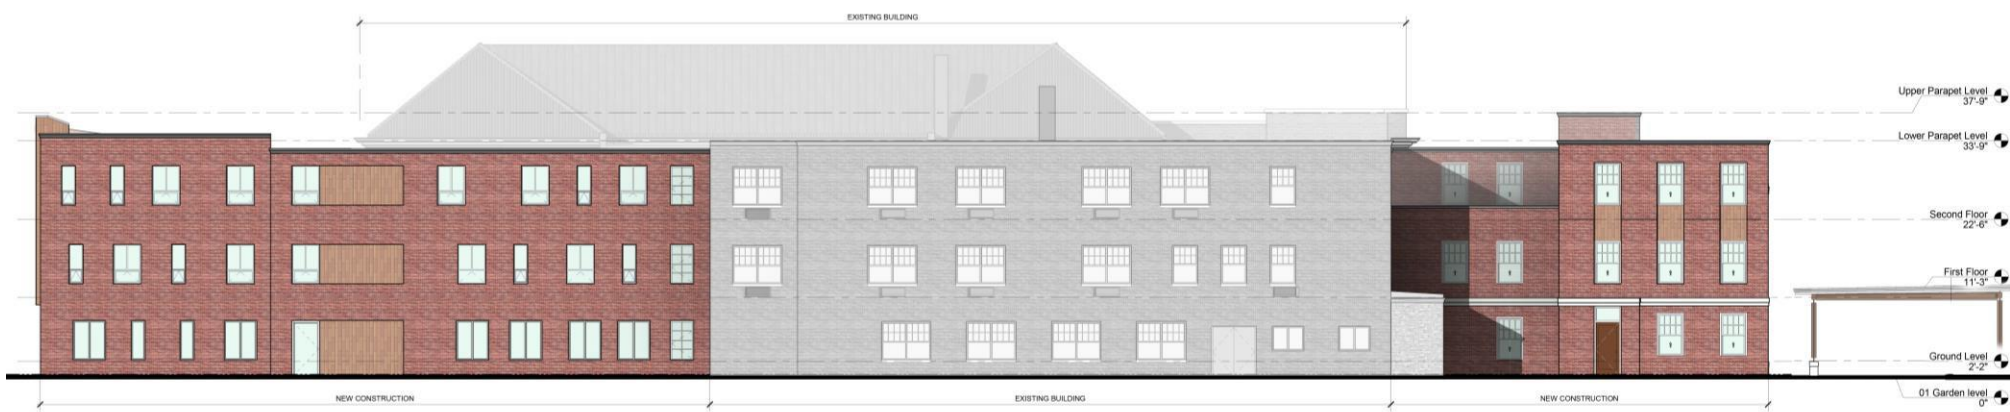 EXISTING BUILDING
Upper Parapet Level
37'-9"
Lower Parapet Level
33'-9"
Second Floor
22'-6"
First Floor
11'-3"
Ground Level
2'-2"
01 Garden level
0"
NEW CONSTRUCTION
EXISTING BUILDING
NEW CONSTRUCTION